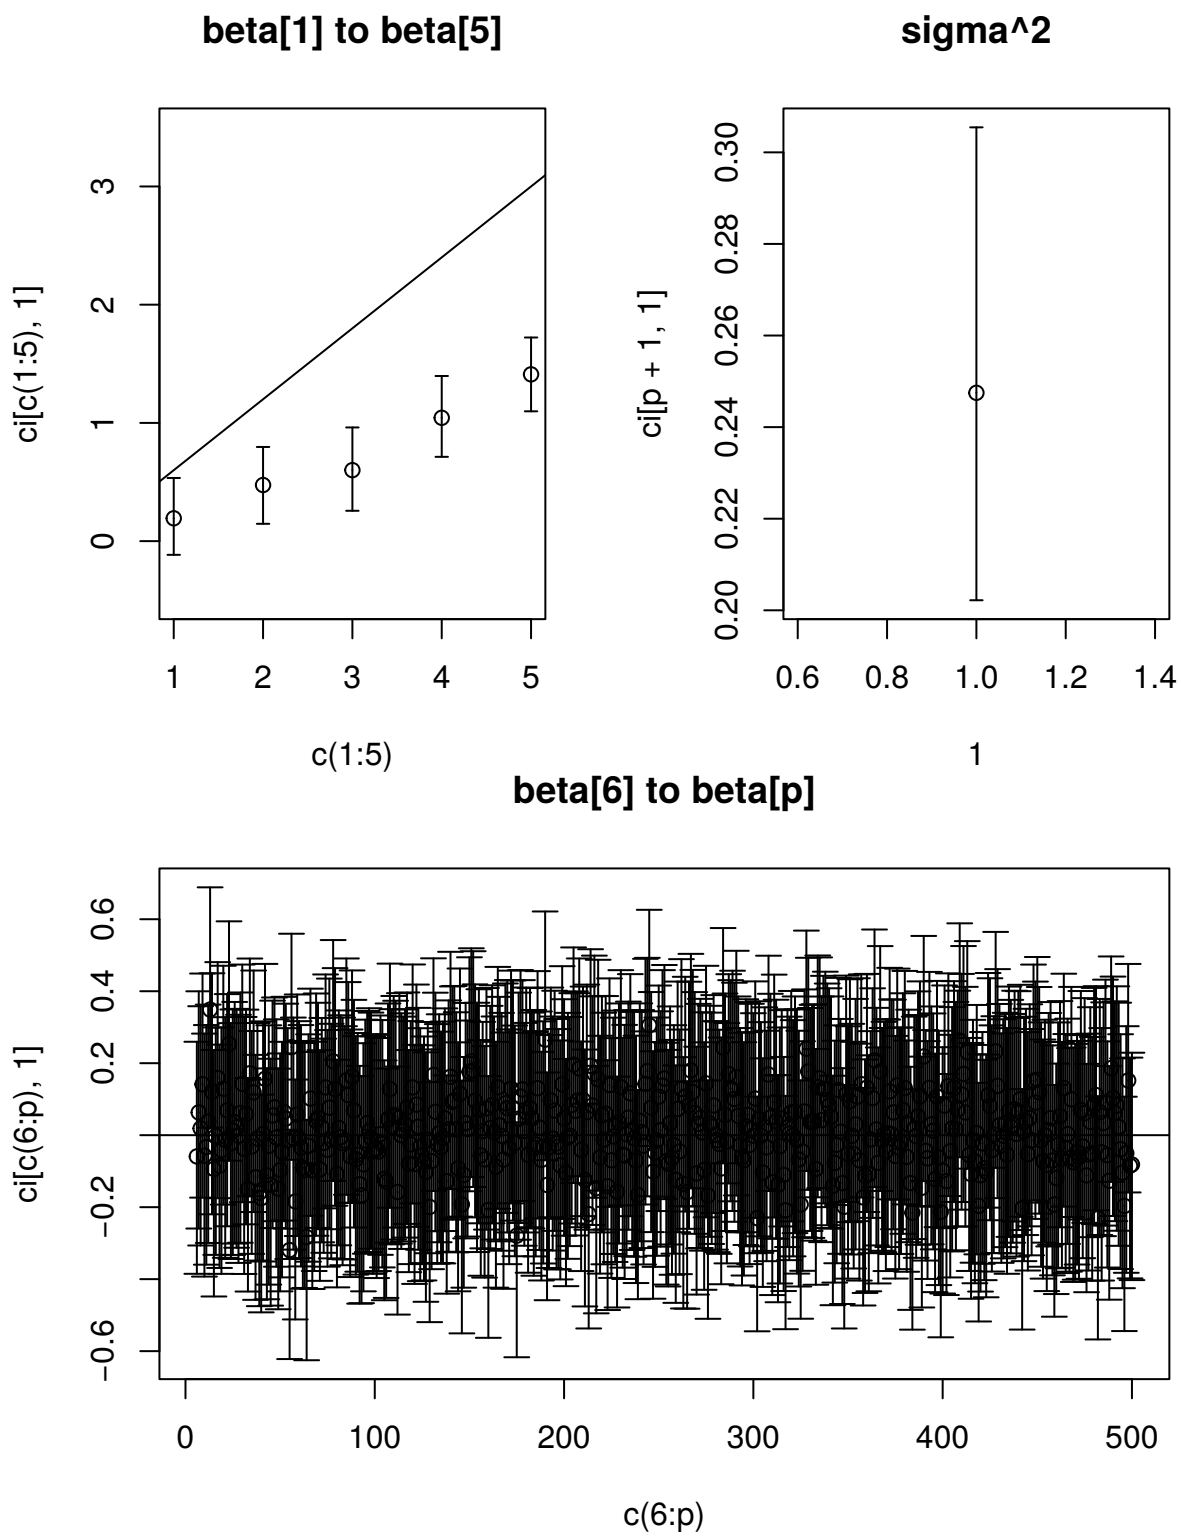 beta[1] to beta[5]
ci[c(1:5), 1]
3
2
1
0
1 2 3 4 5
c(1:5)
sigma^2
ci[p + 1, 1]
0.30
0.28
0.26
0.24
0.22
0.20
0.6 0.8 1.0 1.2 1.4
1
beta[6] to beta[p]
ci[c(6:p), 1]
0.6
0.4
0.2
−0.2
−0.6
0 100 200 300 400 500
c(6:p)